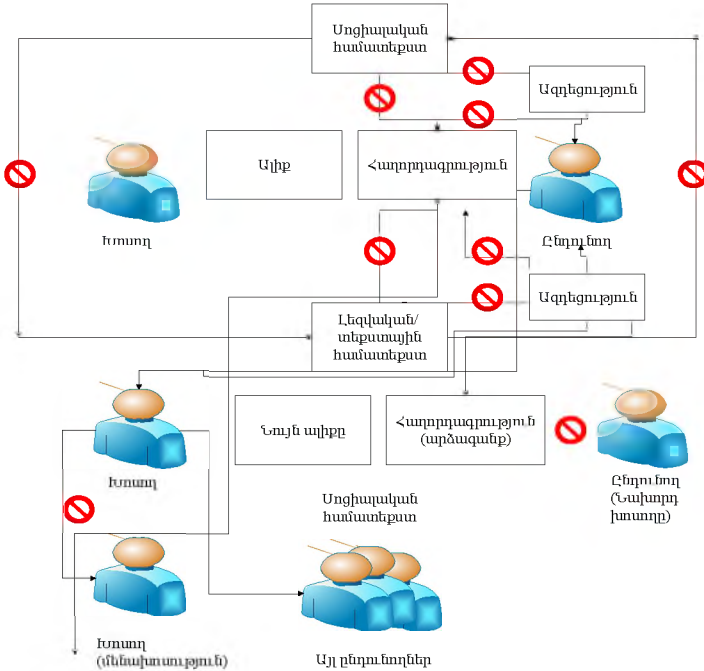 Սոցիալական
համատեքստ
Ազդեցություն
Ալիք
Հաղորդագրություն
Խոսող
Ընդունող
Ազդեցություն
Լեզվական/
տեքստային
համատեքստ
Նույն ալիքը
Հաղորդագրություն
(արձագանք)
Խոսող
Ընդունող
(Նախորդ
խոսողը)
Սոցիալական
համատեքստ
Խոսող
(մենախոսություն)
Այլ ընդունողներ